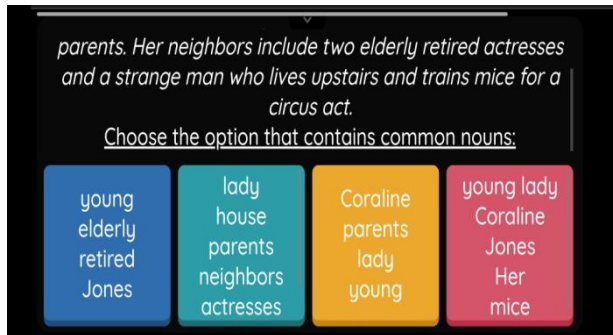 parents. Her neighbors include two elderly retired actresses
and a strange man who lives upstairs and trains mice for a
circus act.
Choose the option that contains common nouns:
young
elderly
retired
Jones
lady
house
parents
neighbors
actresses
Coraline
parents
lady
young
young lady
Coraline
Jones
Her
mice